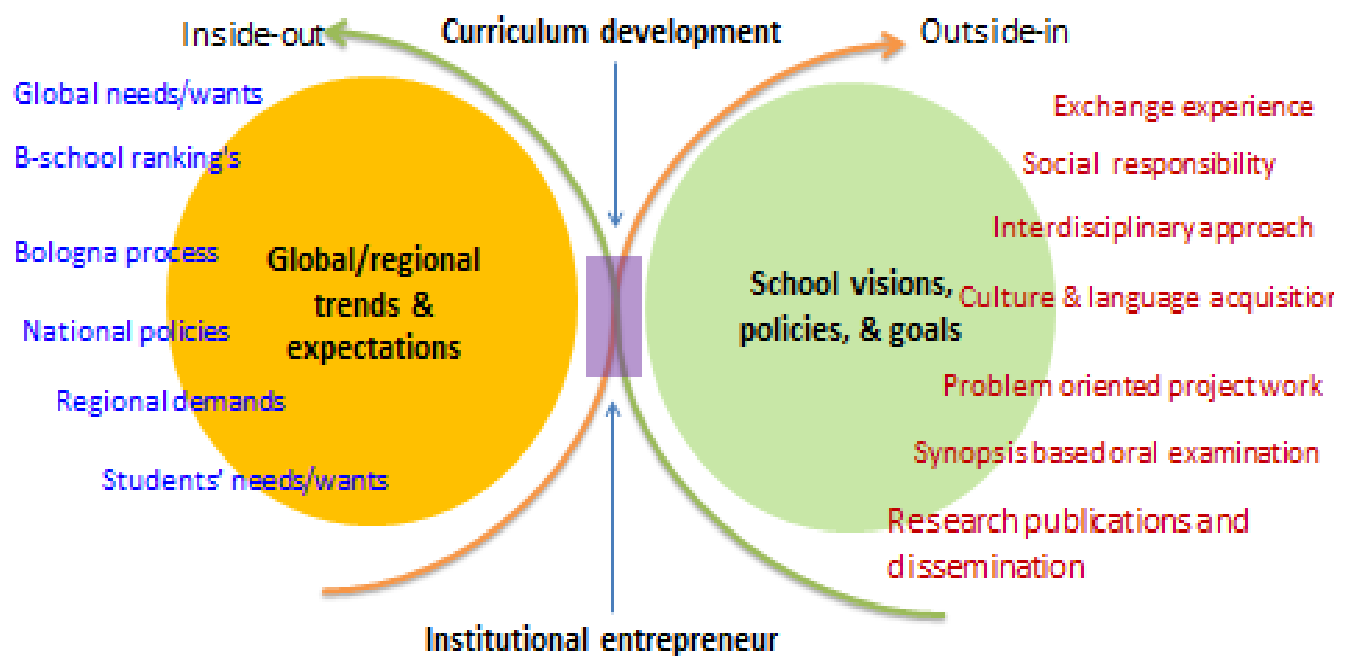 Inside-out
Curriculum development
Outside-in
Global needs/wants
B-school ranking's
Bologna process
National policies
Regional demands
Students' needs/wants
Global/regional
trends &
expectations
School visions,
policies, & goals
Exchange experience
Social responsibility
Interdisciplinary approach
Culture & language acquisition
Problem oriented project work
Synopsis based oral examination
Research publications and
dissemination
Institutional entrepreneur